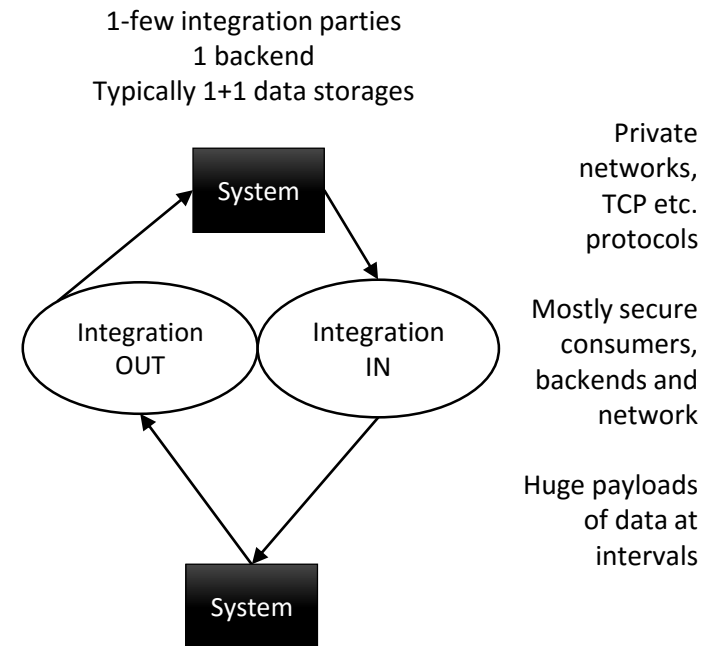 1-few integration parties
1 backend
Typically 1+1 data storages
Private
networks,
TCP etc.
protocols
System
Integration
OUT
Integration
IN
Mostly secure
consumers,
backends and
network
Huge payloads
of data at
intervals
System